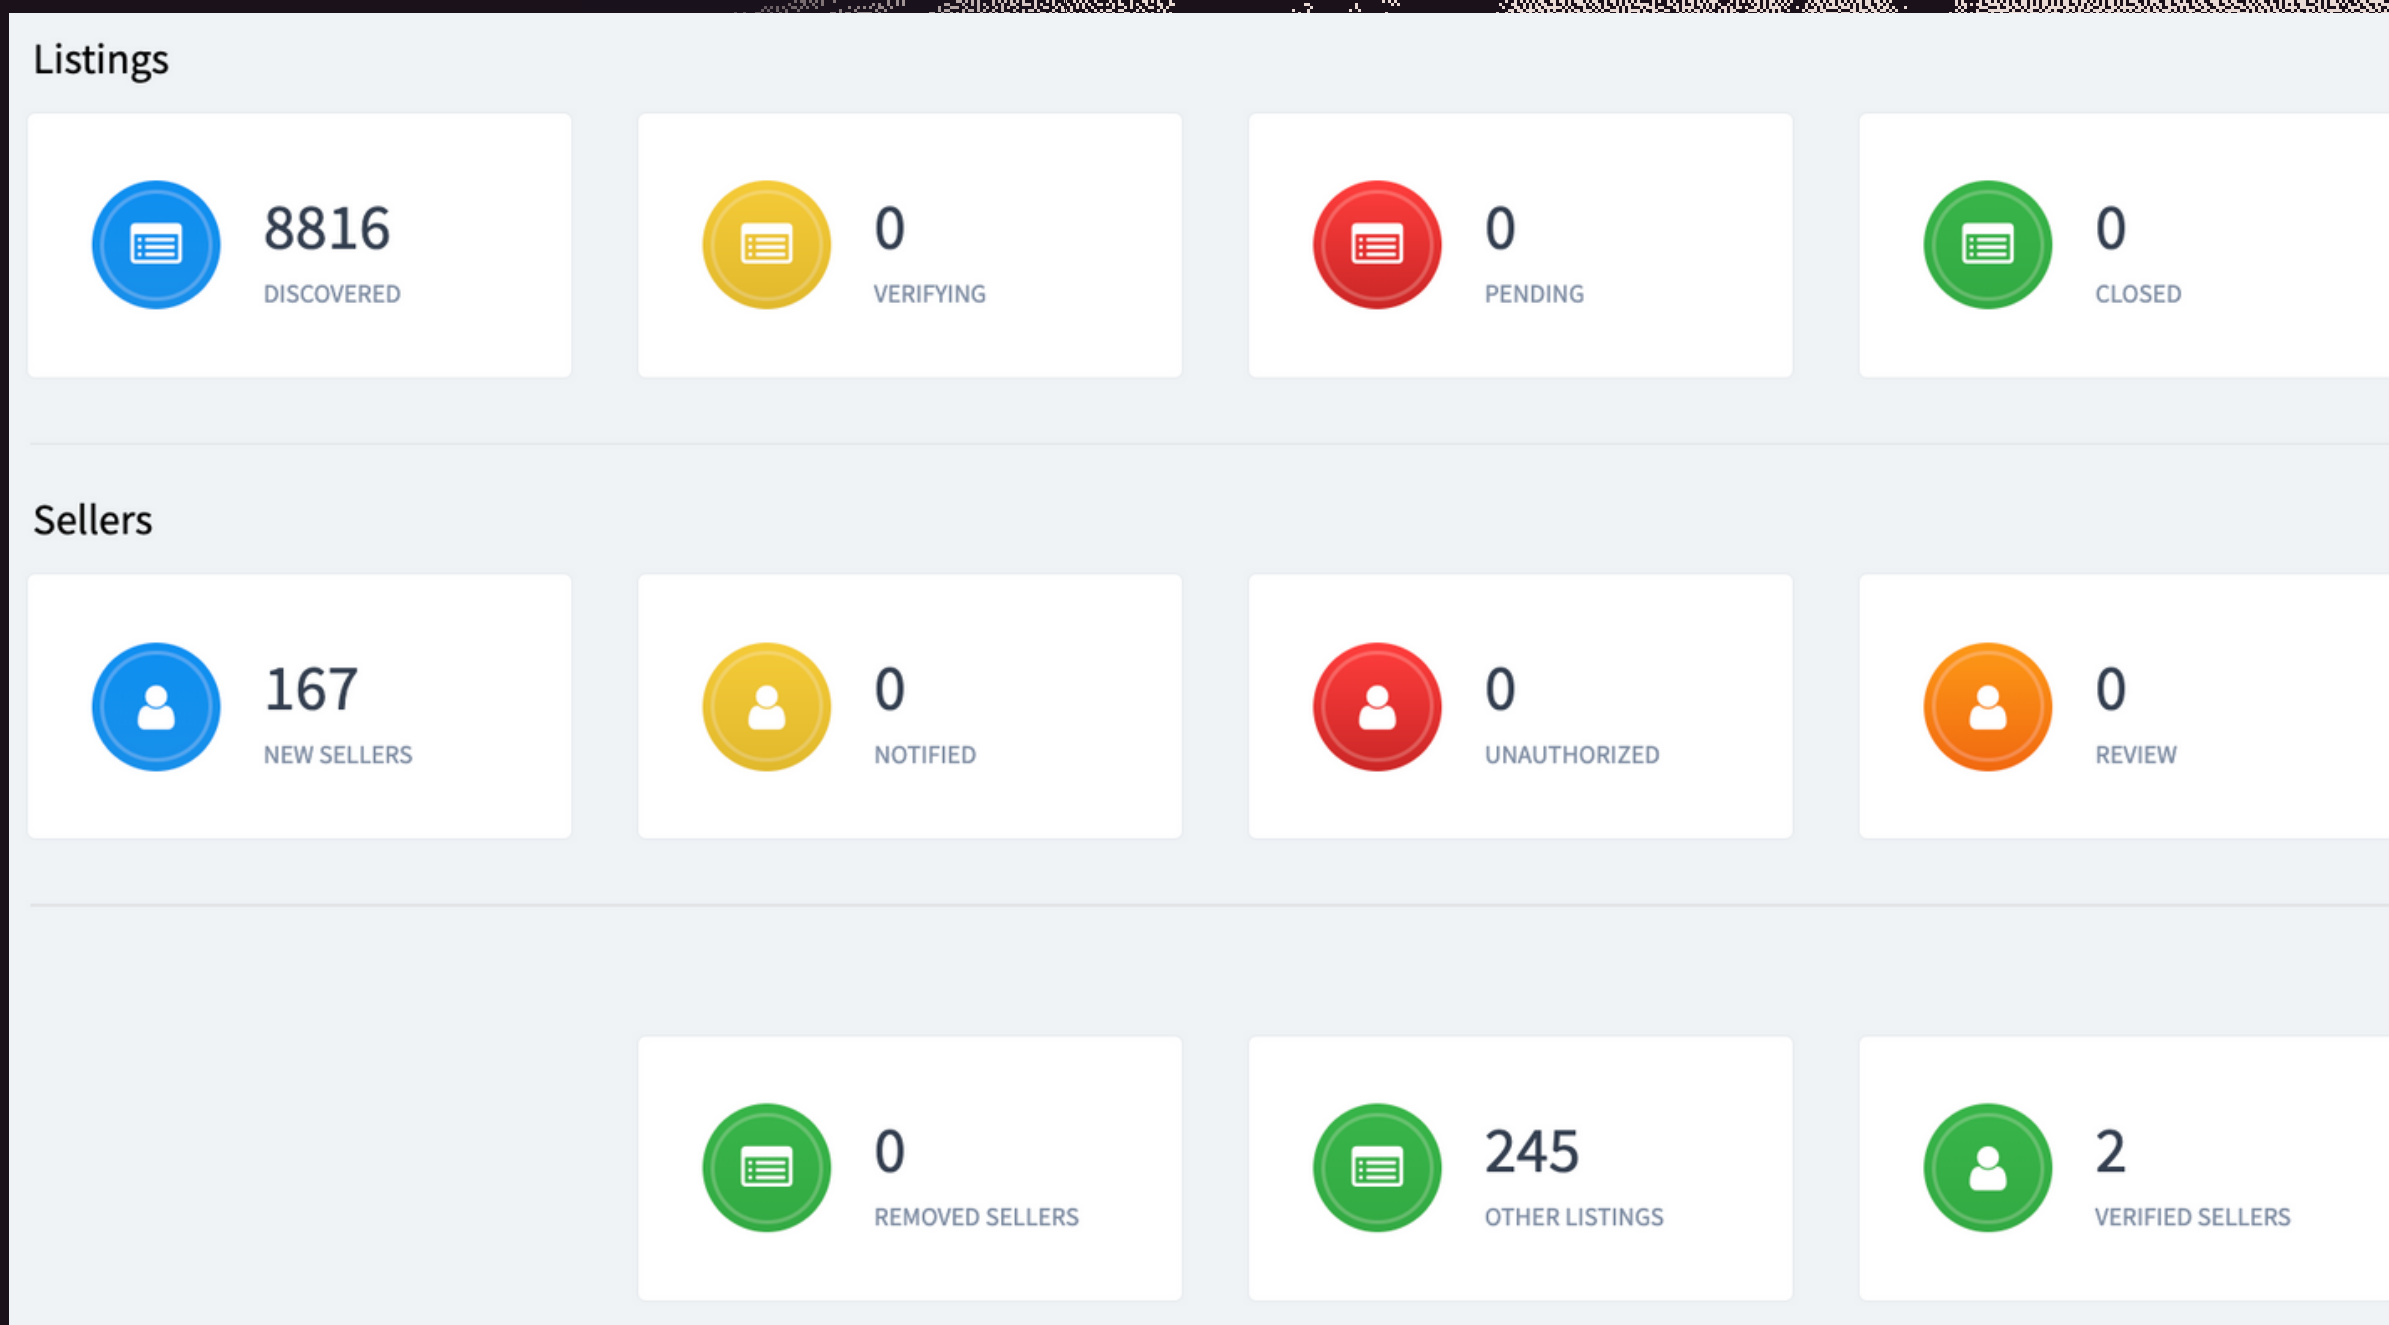 Listings
8816
DISCOVERED
0
VERIFYING
0
PENDING
0
CLOSED
Sellers
167
NEW SELLERS
0
NOTIFIED
0
UNAUTHORIZED
0
REVIEW
0
REMOVED SELLERS
245
OTHER LISTINGS
2
VERIFIED SELLERS